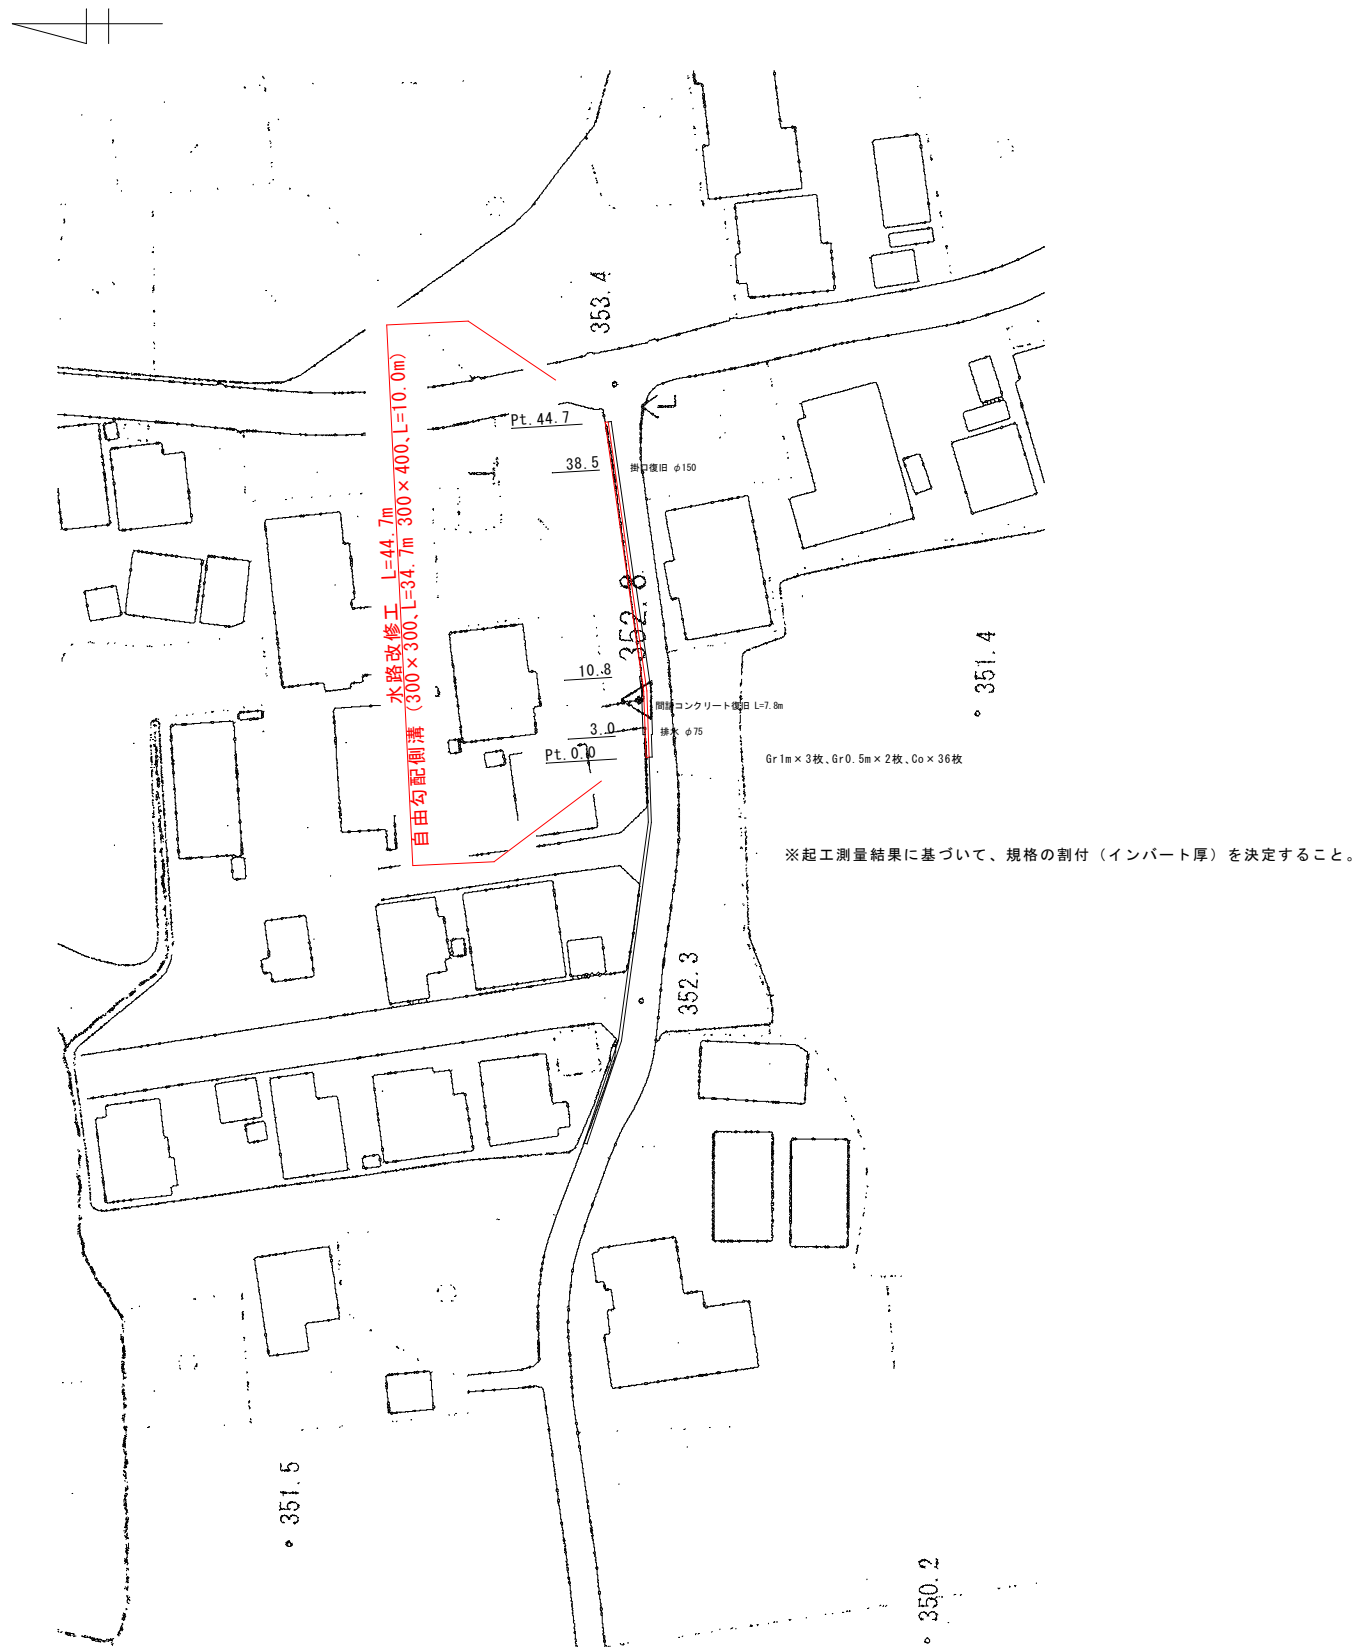 353.4
水路改修工　L=44.7m
自由勾配側溝（300×300、L=34.7m 300×400、L=10.0m）
Pt.44.7
38.5
掛口復旧 φ150
352.8
10.8
351.4
間詰コンクリート復旧 L=7.8m
3.0
排水 φ75
Pt.0.0
Gr1m×3枚、Gr0.5m×2枚、Co×36枚
※起工測量結果に基づいて、規格の割付（インバート厚）を決定すること。
352.3
351.5
350.2